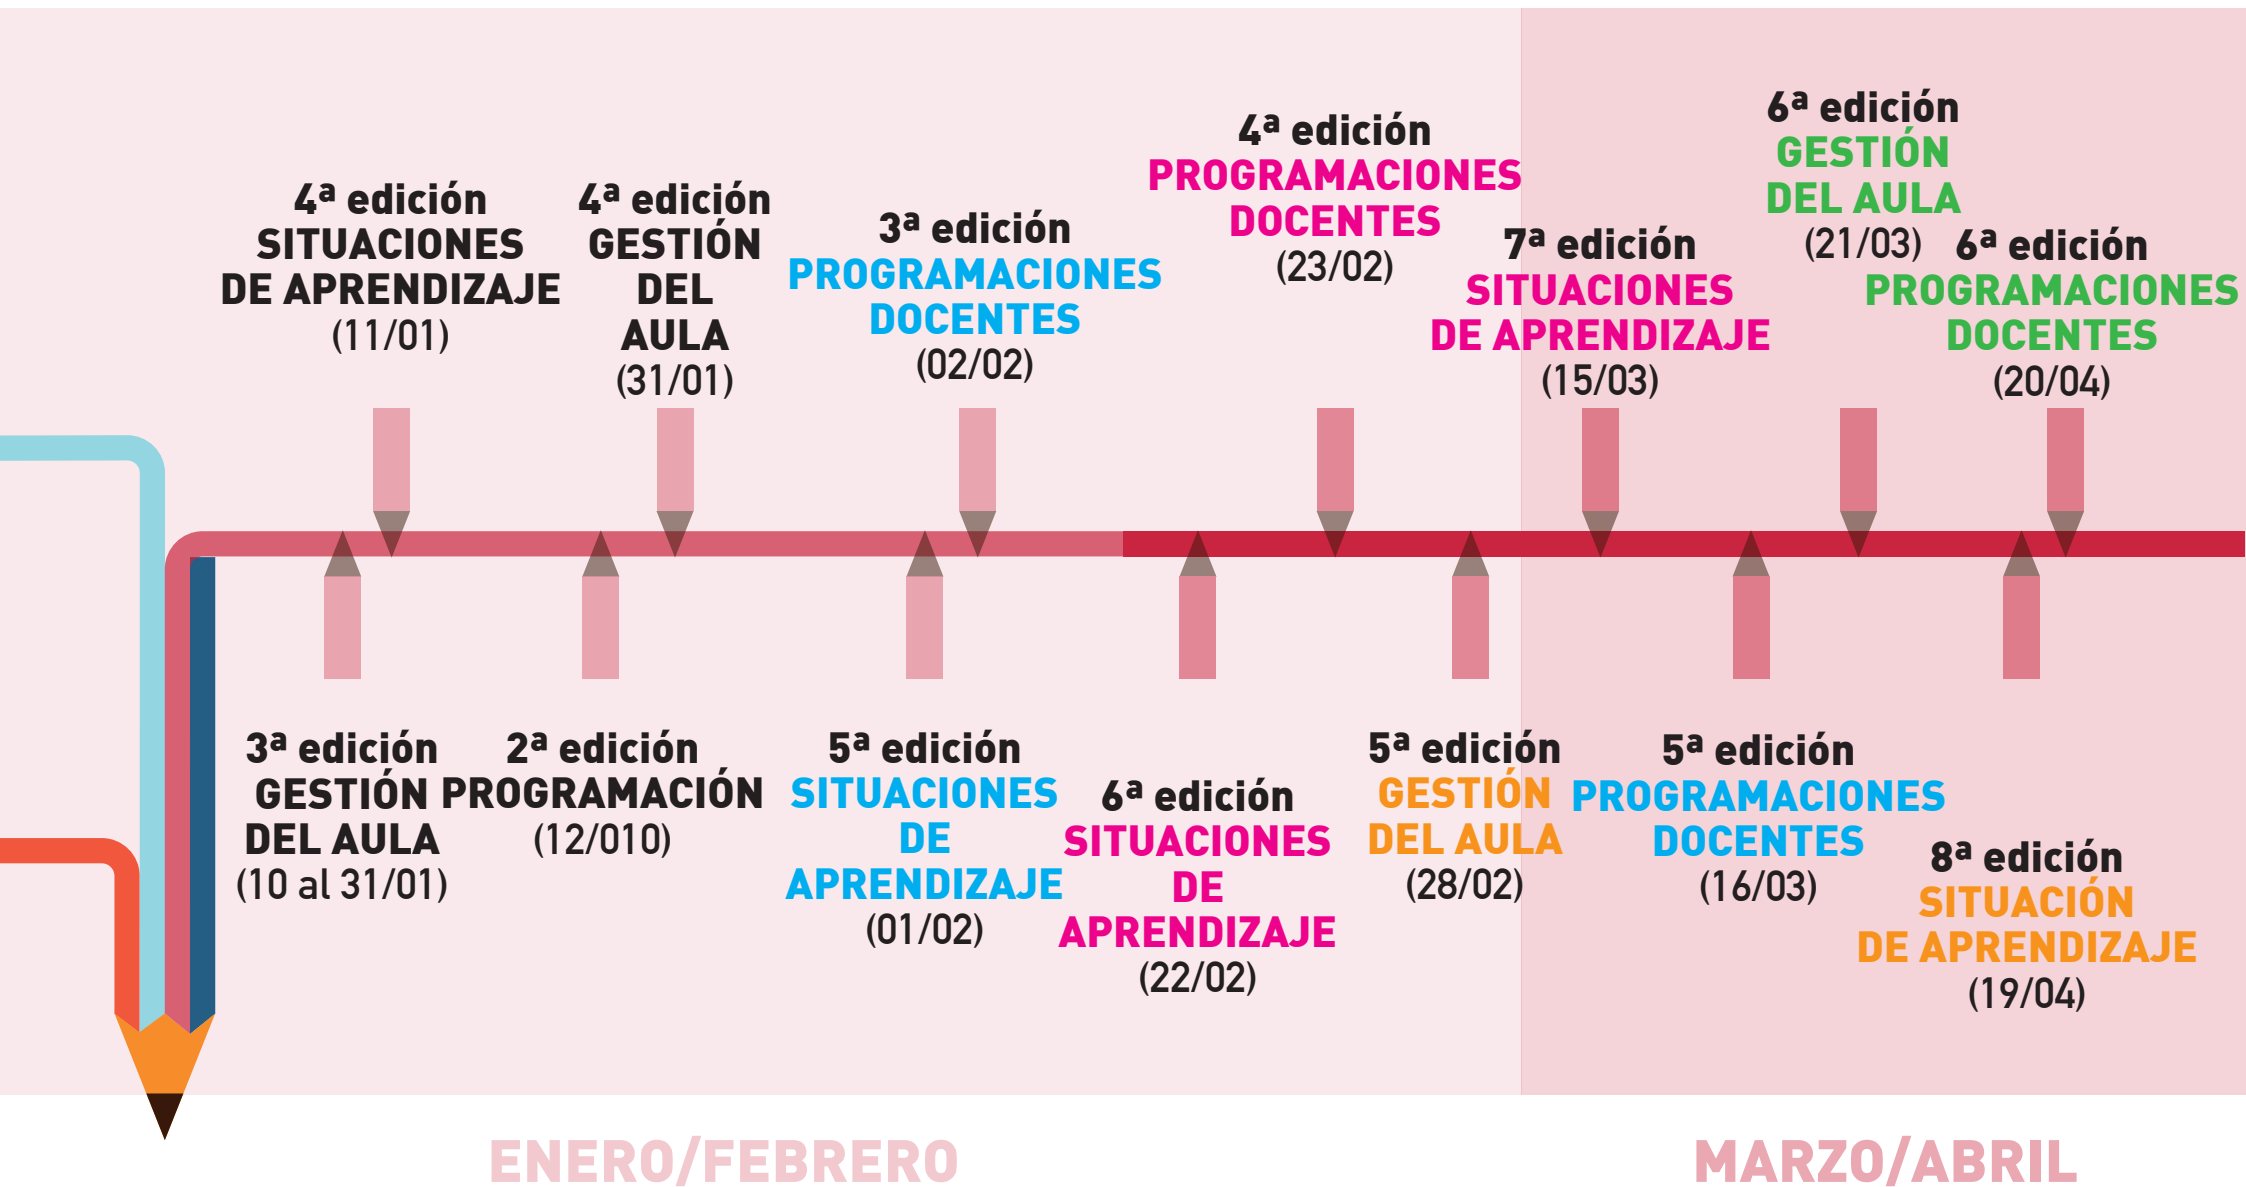 4ª edición
SITUACIONES
DE APRENDIZAJE
(11/01)
4ª edición
GESTIÓN
DEL
AULA
(31/01)
3ª edición
PROGRAMACIONES
DOCENTES
(02/02)
4ª edición
PROGRAMACIONES
DOCENTES
(23/02)
7ª edición
SITUACIONES
DE APRENDIZAJE
(15/03)
6ª edición
GESTIÓN
DEL AULA
(21/03)
6ª edición
PROGRAMACIONES
DOCENTES
(20/04)
3ª edición
GESTIÓN
DEL AULA
(10 al 31/01)
2ª edición
PROGRAMACIÓN
(12/010)
5ª edición
SITUACIONES
DE
APRENDIZAJE
(01/02)
6ª edición
SITUACIONES
DE
APRENDIZAJE
(22/02)
5ª edición
GESTIÓN
DEL AULA
(28/02)
5ª edición
PROGRAMACIONES
DOCENTES
(16/03)
8ª edición
SITUACIÓN
DE APRENDIZAJE
(19/04)
ENERO/FEBRERO
MARZO/ABRIL